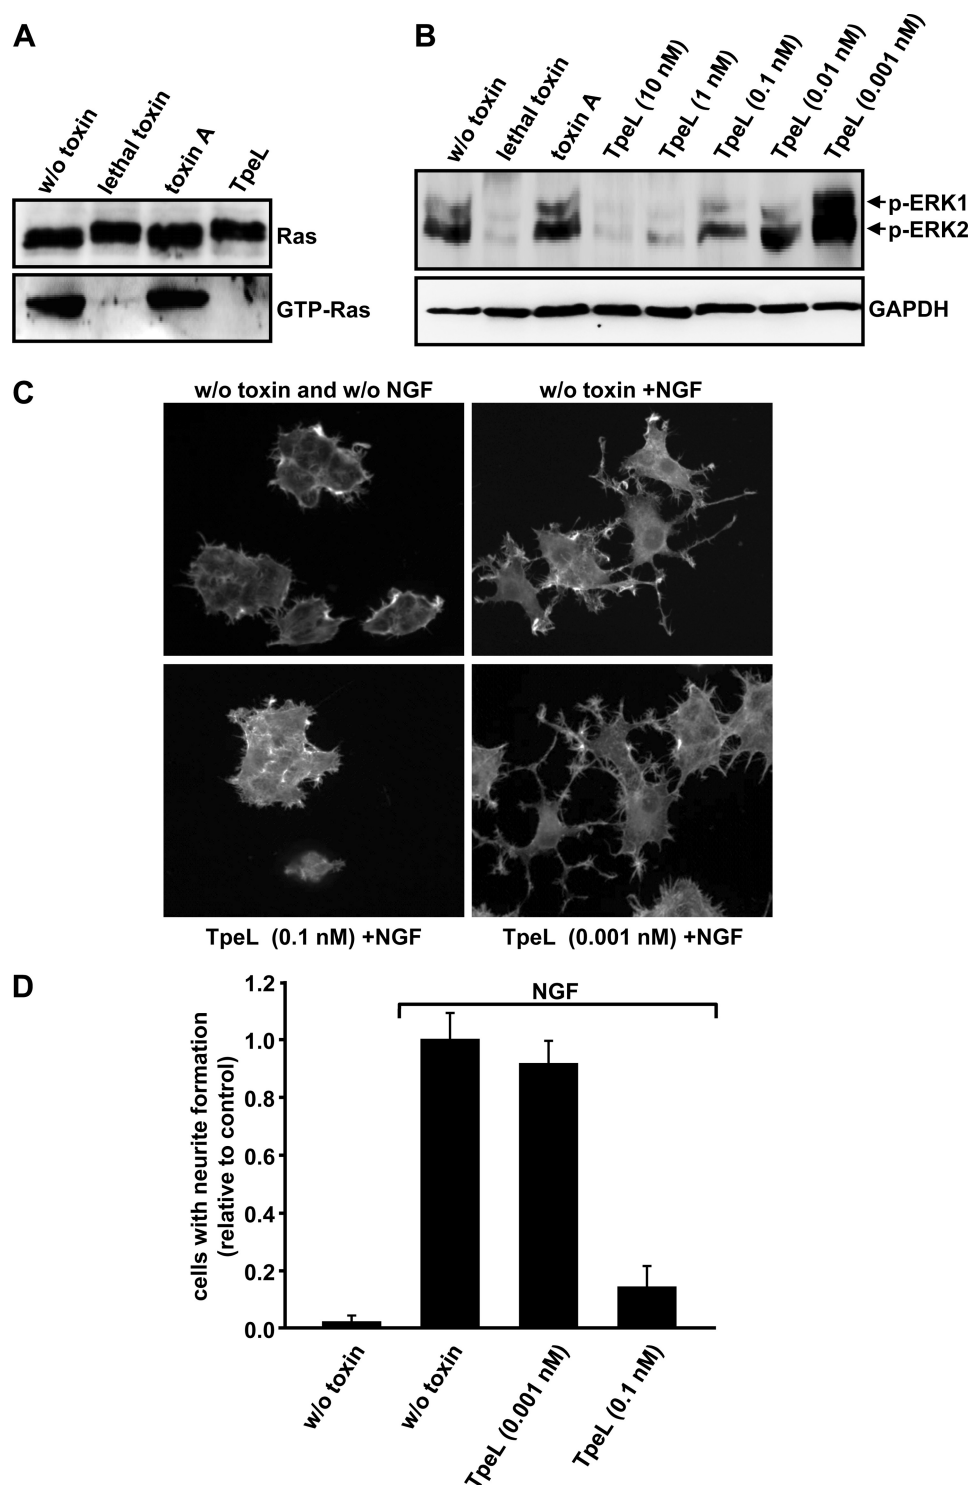 A
w/o toxin
lethal toxin
toxin A
TpeL
Ras
GTP-Ras
B
w/o toxin
lethal toxin
toxin A
TpeL (10 nM)
TpeL (1 nM)
TpeL (0.1 nM)
TpeL (0.01 nM)
TpeL (0.001 nM)
p-ERK1
p-ERK2
GAPDH
C
w/o toxin and w/o NGF
w/o toxin +NGF
TpeL (0.1 nM) +NGF
TpeL (0.001 nM) +NGF
D
cells with neurite formation
(relative to control)
1.2
1.0
0.8
0.6
0.4
0.2
0.0
NGF
w/o toxin
w/o toxin
TpeL (0.001 nM)
TpeL (0.1 nM)